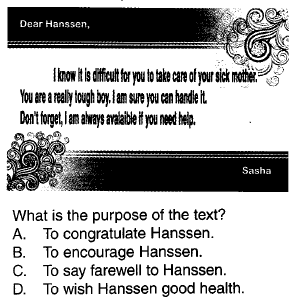 Dear Hanssen,
I know it is difficult for you to take care of your sick mother.
You are a really tough boy. I am sure you can handle it.
Don't forget, I am always avalaible if you need help.
Sasha
What is the purpose of the text?
A. To congratulate Hanssen.
B. To encourage Hanssen.
C. To say farewell to Hanssen.
D. To wish Hanssen good health.